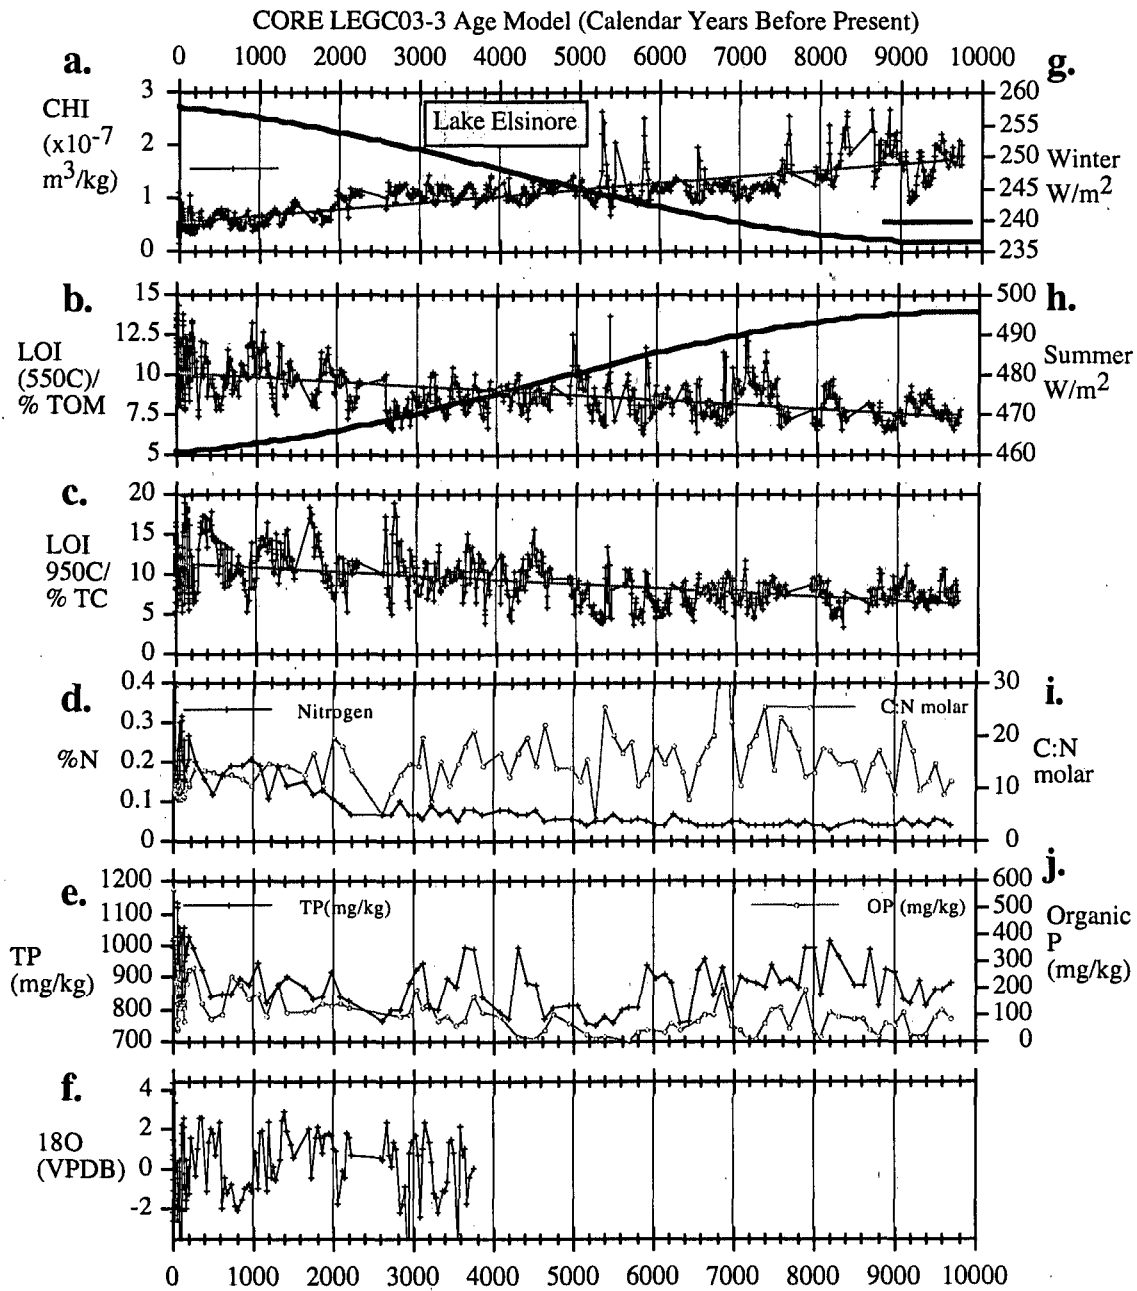 CORE LEGC03-3 Age Model (Calendar Years Before Present)
0 1000 2000 3000 4000 5000 6000 7000 8000 9000 10000
a.
g.
CHI
(x10-7
m3/kg)
3
2
1
0
Lake Elsinore
260
255
250
245
240
235
Winter
W/m2
b.
h.
LOI
(550C)/
% TOM
15
12.5
10
7.5
5
500
490
480
470
460
Summer
W/m2
c.
LOI
950C/
% TC
20
15
10
5
0
d.
i.
%N
0.4
0.3
0.2
0.1
0
Nitrogen
C:N molar
30
20
10
0
C:N
molar
e.
j.
TP
(mg/kg)
1200
1100
1000
900
800
700
TP(mg/kg)
OP (mg/kg)
600
500
400
300
200
100
0
Organic
P
(mg/kg)
f.
18O
(VPDB)
4
2
0
-2
0 1000 2000 3000 4000 5000 6000 7000 8000 9000 10000